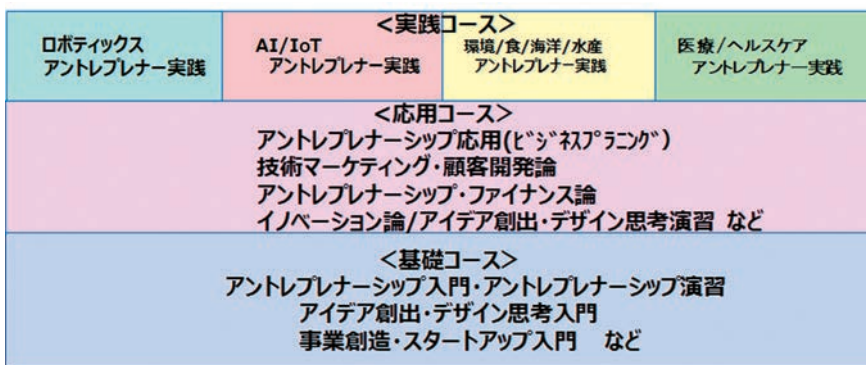 <実践コース>
ロボティックス
アントレプレナー実践
AI/IoT
アントレプレナー実践
環境/食/海洋/水産
アントレプレナー実践
医療/ヘルスケア
アントレプレナー実践
<応用コース>
アントレプレナーシップ応用(ビジネスプラニング)
技術マーケティング・顧客開発論
アントレプレナーシップ・ファイナンス論
イノベーション論/アイデア創出・デザイン思考演習 など
<基礎コース>
アントレプレナーシップ入門・アントレプレナーシップ演習
アイデア創出・デザイン思考入門
事業創造・スタートアップ入門 など